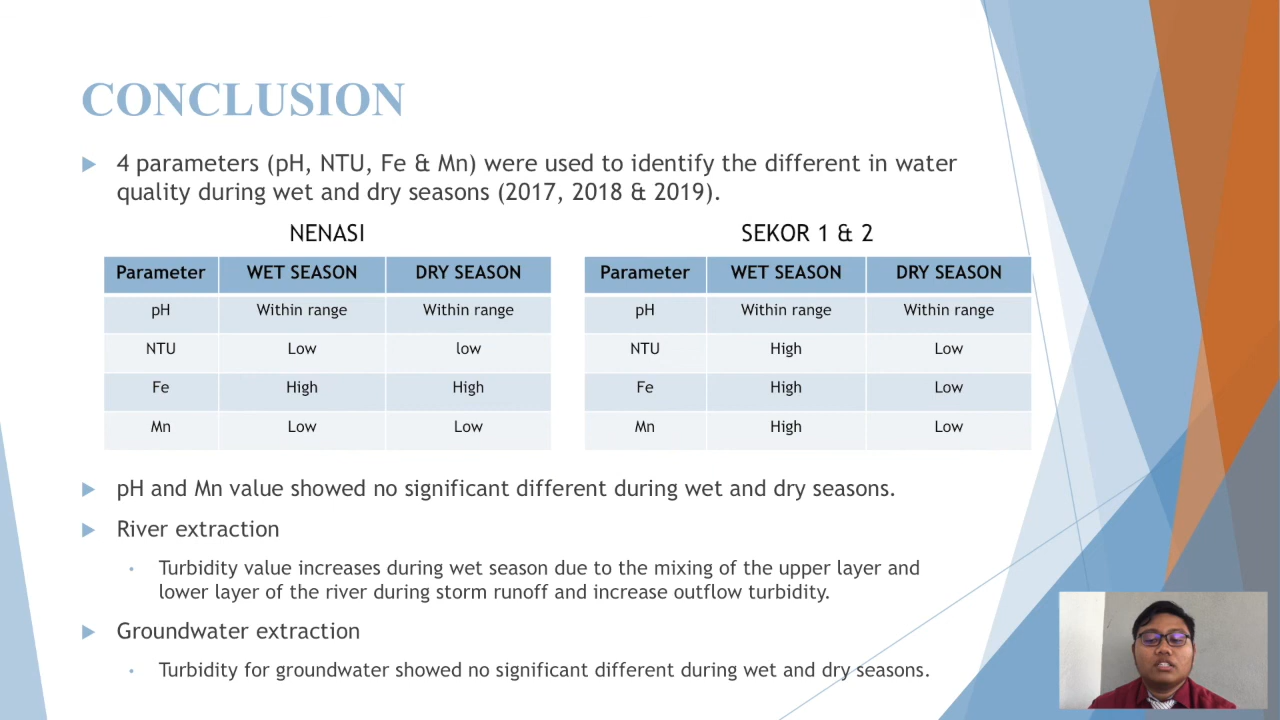 CONCLUSION
4 parameters (pH, NTU, Fe & Mn) were used to identify the different in water
quality during wet and dry seasons (2017, 2018 & 2019).
NENASI
Parameter WET SEASON DRY SEASON
pH Within range Within range
NTU Low low
Fe High High
Mn Low Low
SEKOR 1 & 2
Parameter WET SEASON DRY SEASON
pH Within range Within range
NTU High Low
Fe High Low
Mn High Low
pH and Mn value showed no significant different during wet and dry seasons.
River extraction
Turbidity value increases during wet season due to the mixing of the upper layer and
lower layer of the river during storm runoff and increase outflow turbidity.
Groundwater extraction
Turbidity for groundwater showed no significant different during wet and dry seasons.